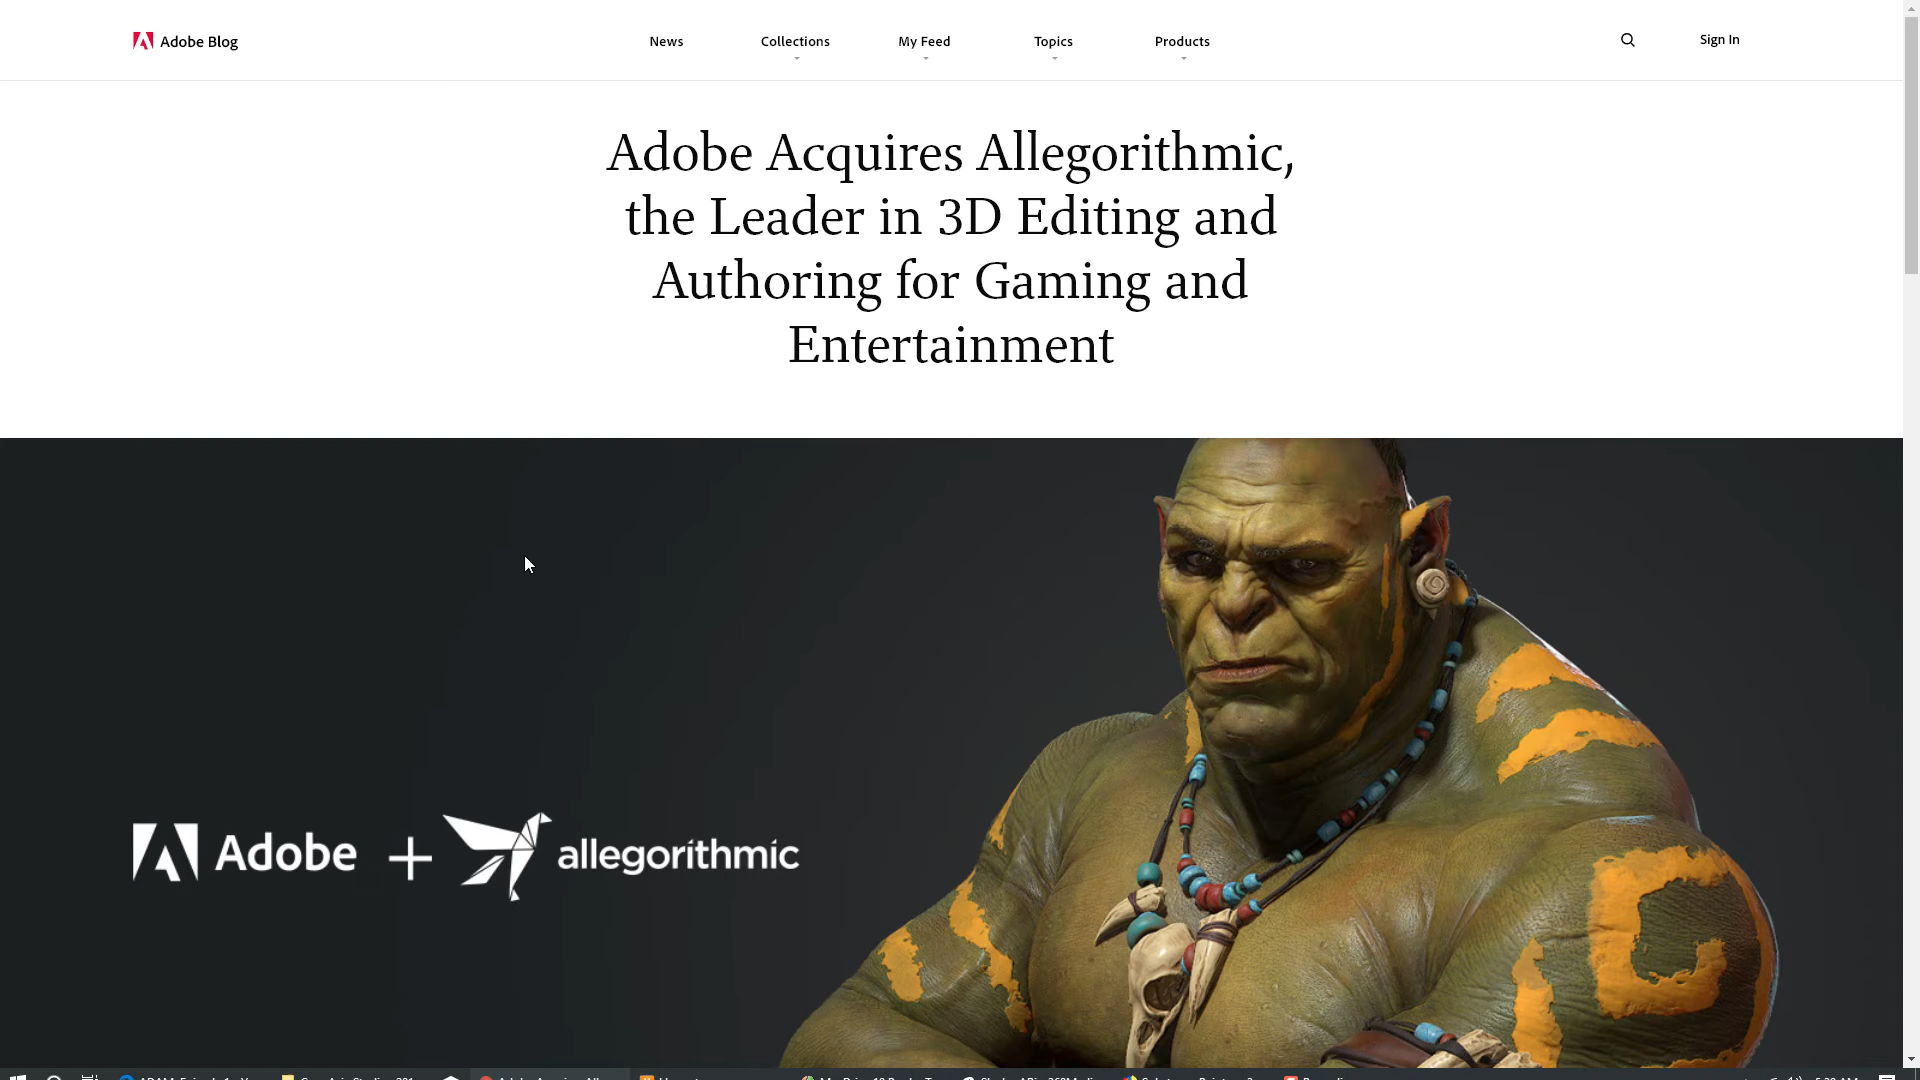 Adobe Blog
News
Collections
My Feed
Topics
Products
Sign In
Adobe Acquires Allegorithmic,
the Leader in 3D Editing and
Authoring for Gaming and
Entertainment
Adobe + allegorithmic